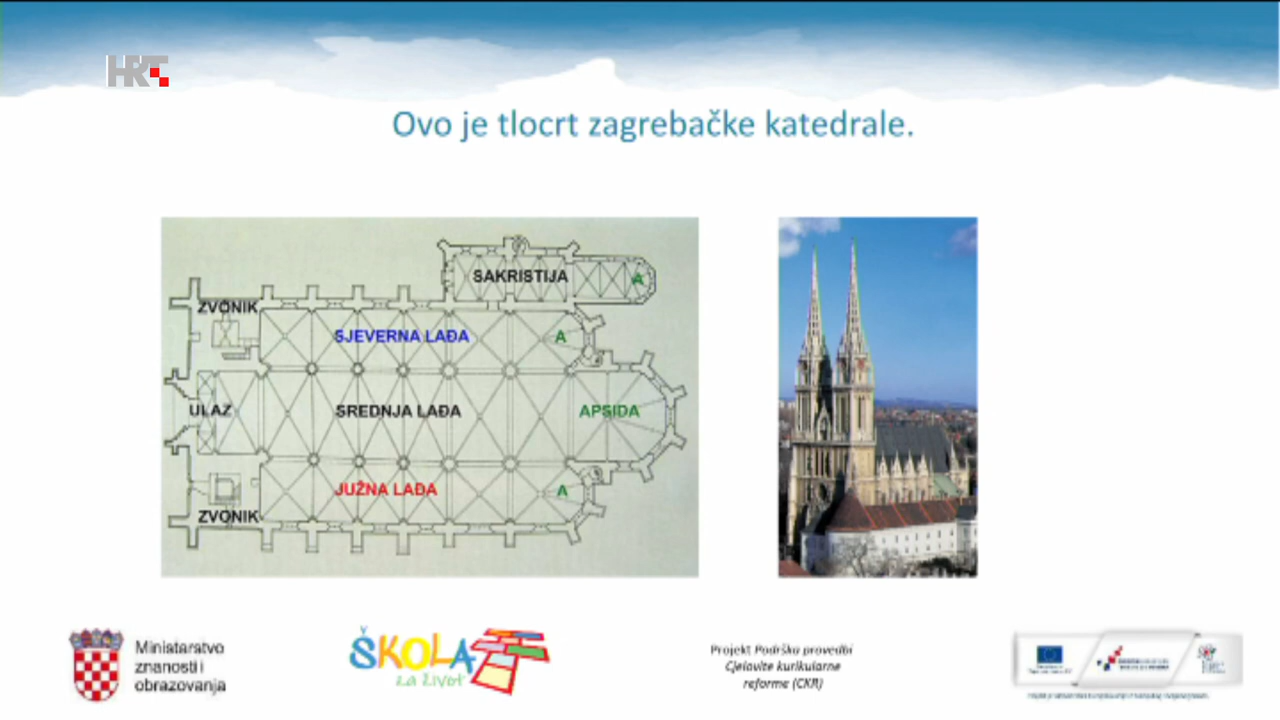 HRT
Ovo je tlocrt zagrebačke katedrale.
SAKRISTIJA
A
ZVONIK
SJEVERNA LAĐA
A
ULAZ
SREDNJA LAĐA
APSIDA
JUŽNA LAĐA
A
ZVONIK
Ministarstvo
znanosti i
obrazovanja
ŠKOLA
za život
Projekt Podrška provedbi
Cjelovite kurikularne
reforme (CKR)